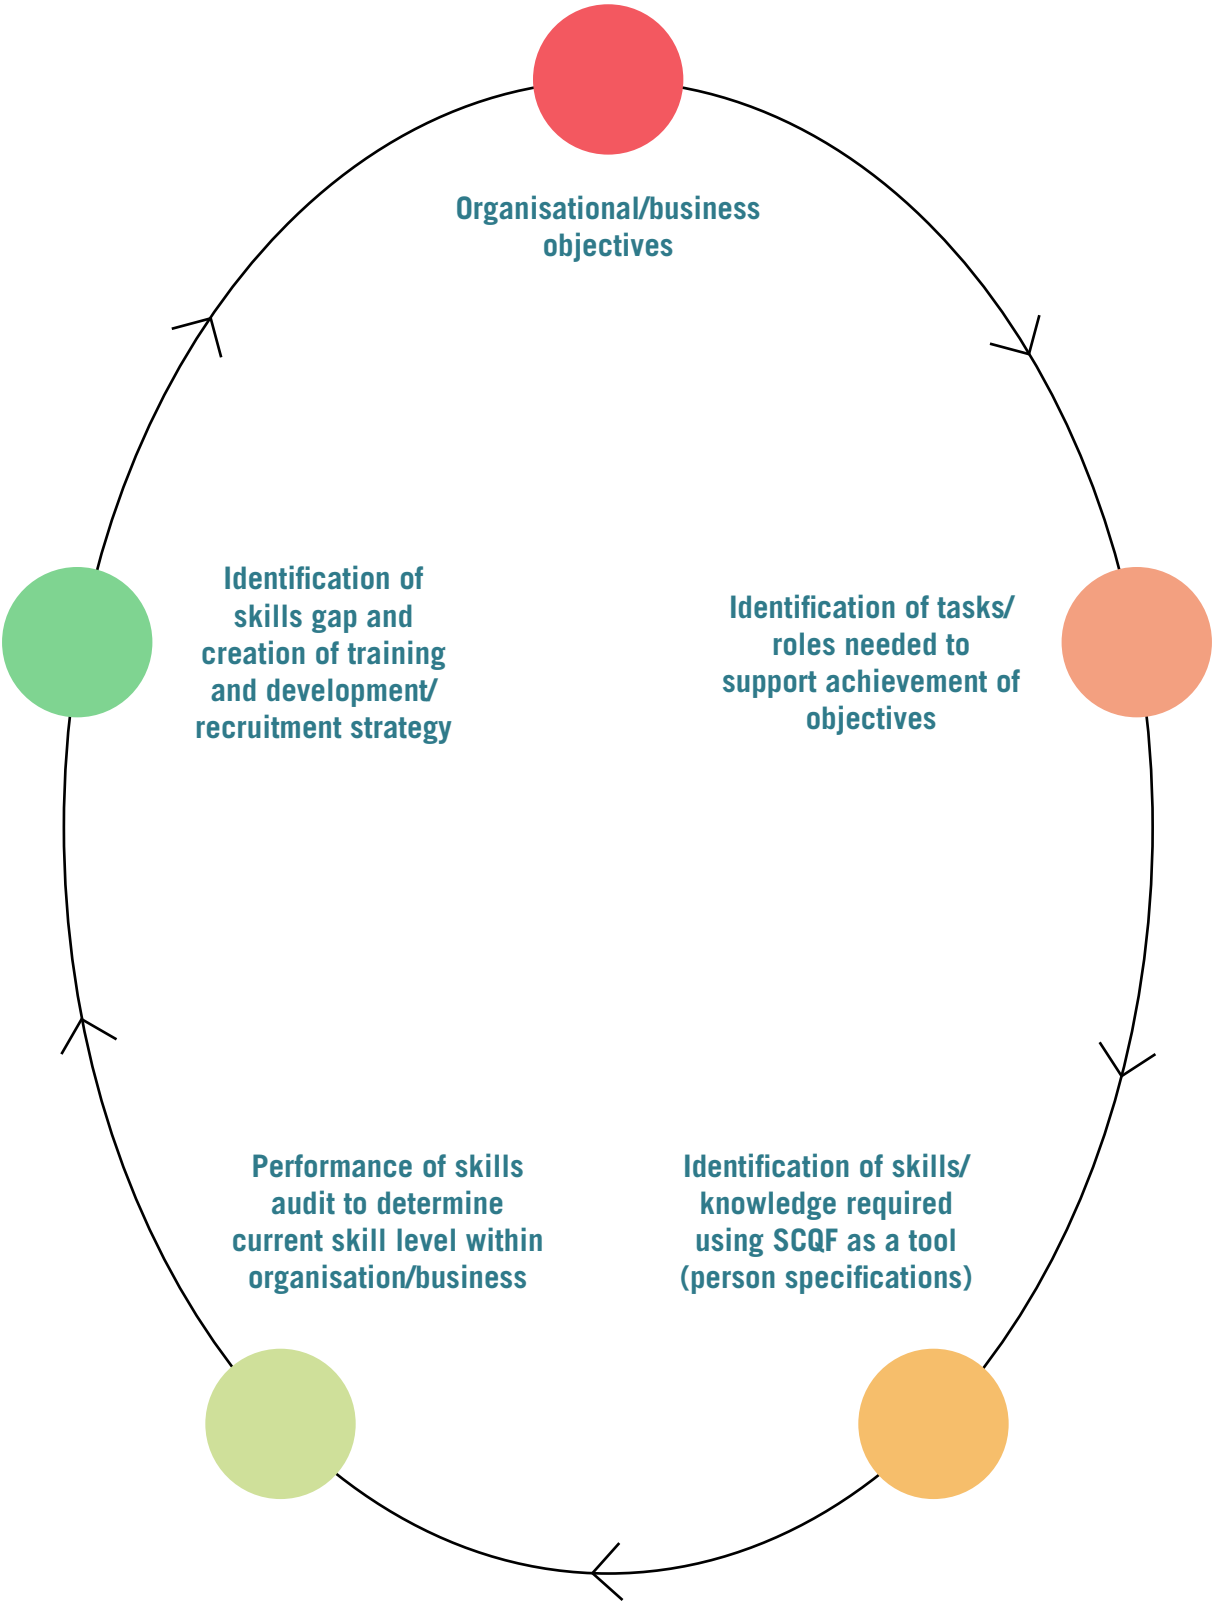 Organisational/business
objectives
Identification of tasks/
roles needed to
support achievement of
objectives
Identification of skills/
knowledge required
using SCQF as a tool
(person specifications)
Performance of skills
audit to determine
current skill level within
organisation/business
Identification of
skills gap and
creation of training
and development/
recruitment strategy